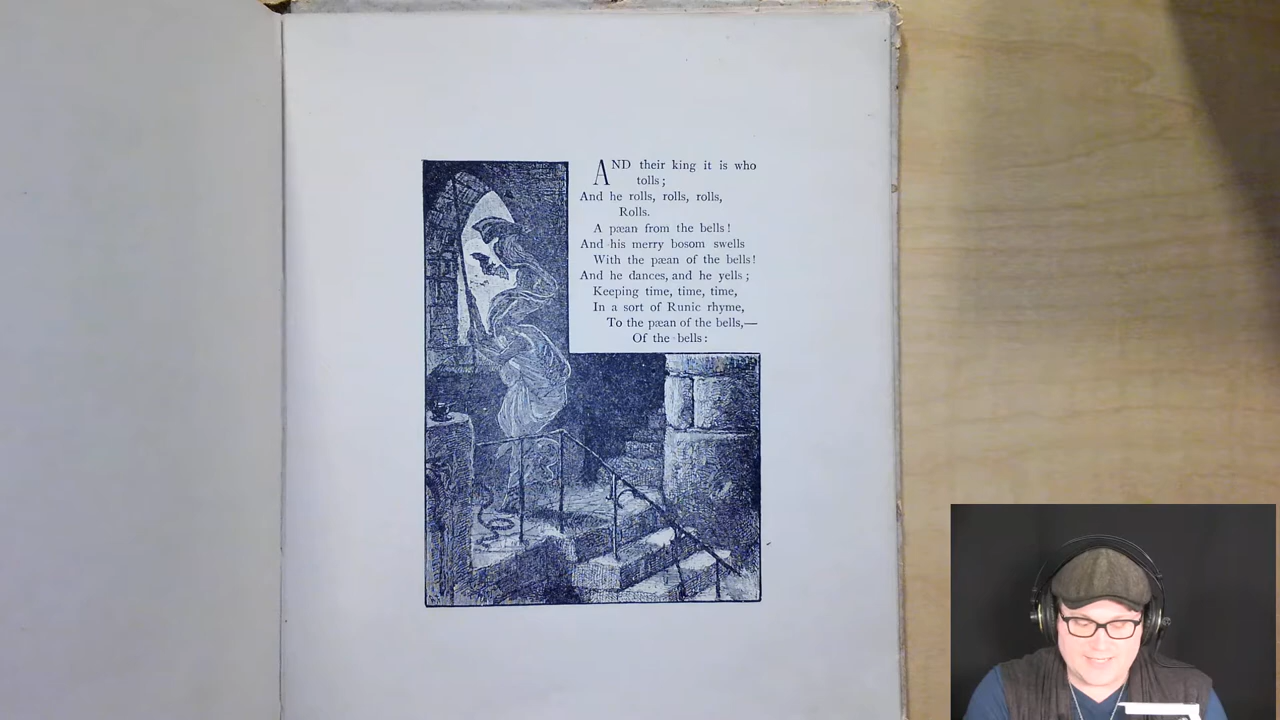 AND their king it is who
tolls;
And he rolls, rolls, rolls,
Rolls.
A pæan from the bells!
And his merry bosom swells
With the pæan of the bells!
And he dances, and he yells;
Keeping time, time, time,
In a sort of Runic rhyme,
To the pæan of the bells,—
Of the bells: